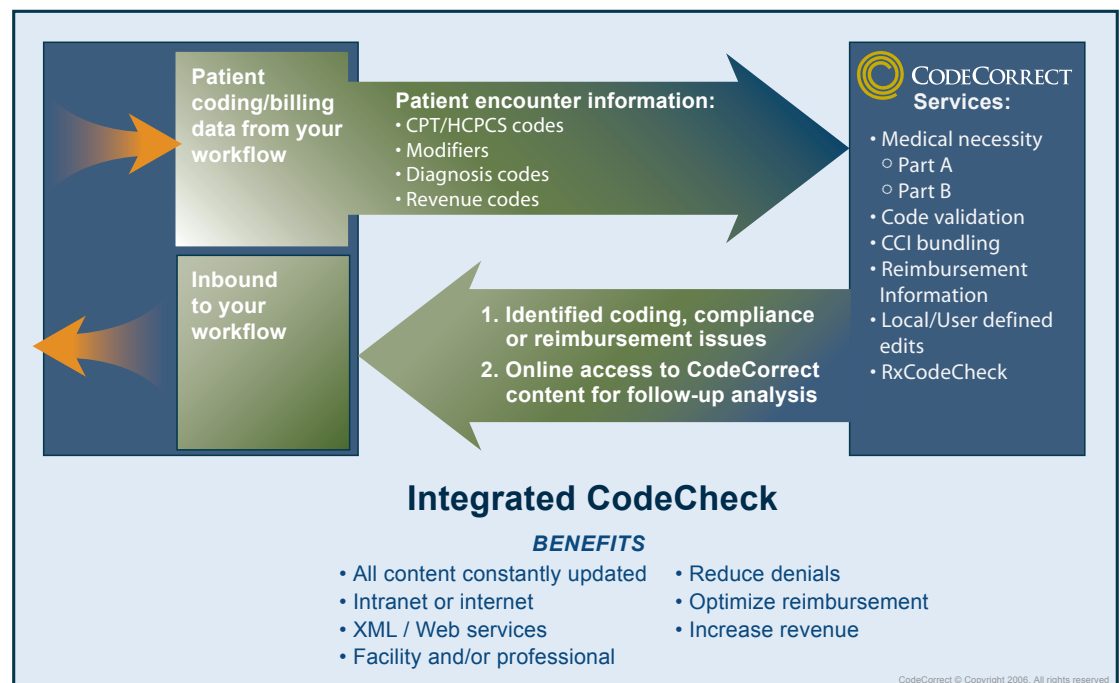 Patient
coding/billing
data from your
workflow
Patient encounter information:
• CPT/HCPCS codes
• Modifiers
• Diagnosis codes
• Revenue codes
CODECORRECT
Services:
• Medical necessity
○ Part A
○ Part B
• Code validation
• CCI bundling
• Reimbursement
Information
• Local/User defined
edits
• RxCodeCheck
Inbound
to your
workflow
1. Identified coding, compliance
or reimbursement issues
2. Online access to CodeCorrect
content for follow-up analysis
Integrated CodeCheck
BENEFITS
• All content constantly updated
• Intranet or internet
• XML / Web services
• Facility and/or professional
• Reduce denials
• Optimize reimbursement
• Increase revenue
CodeCorrect © Copyright 2006. All rights reserved